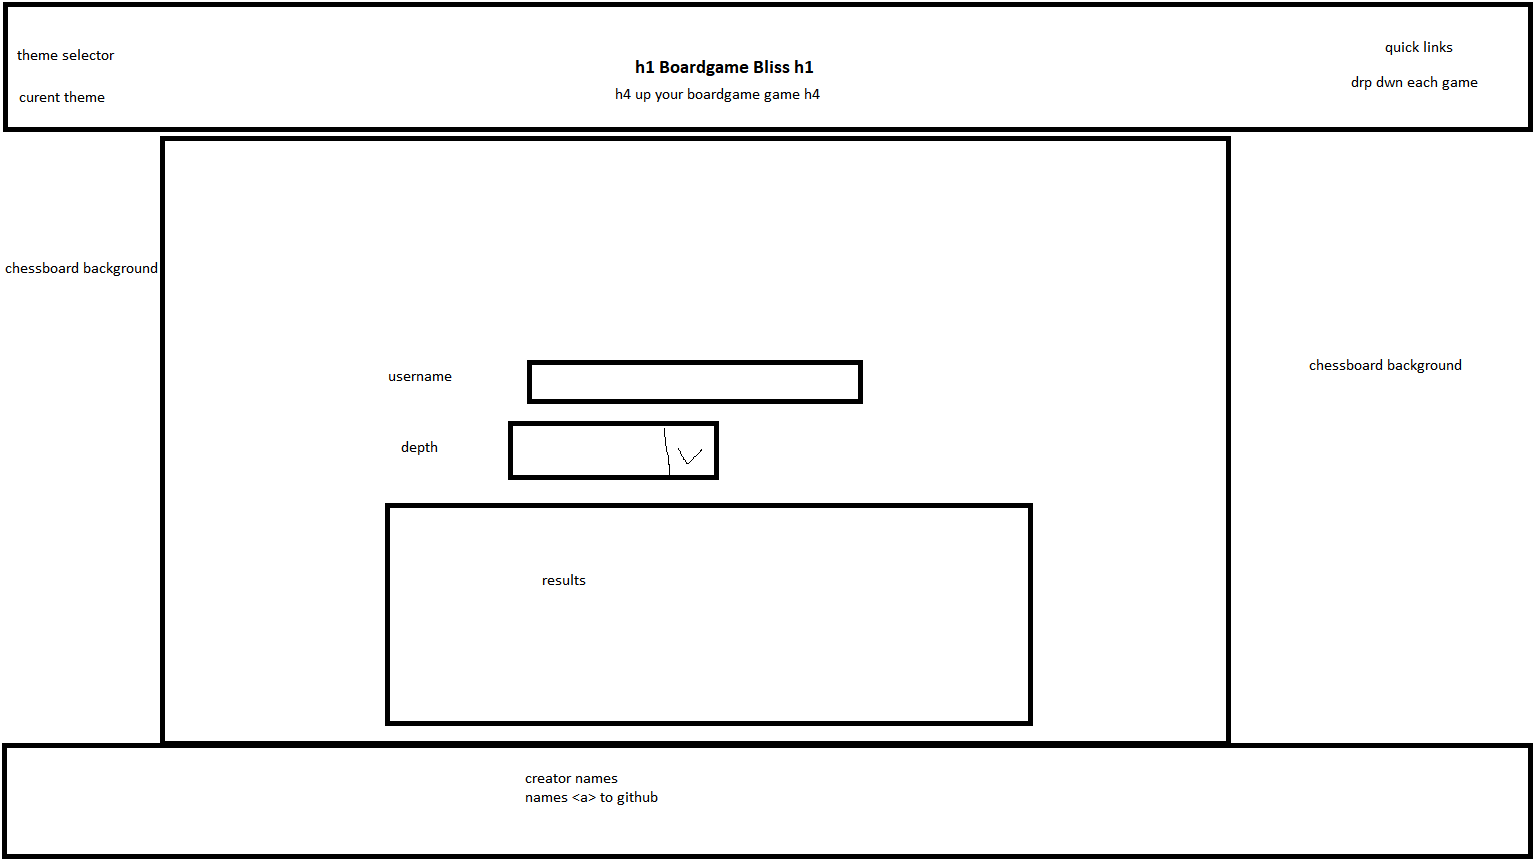 theme selector
curent theme
h1 Boardgame Bliss h1
h4 up your boardgame game h4
quick links
drp dwn each game
chessboard background
chessboard background
username
depth
results
creator names
names <a> to github